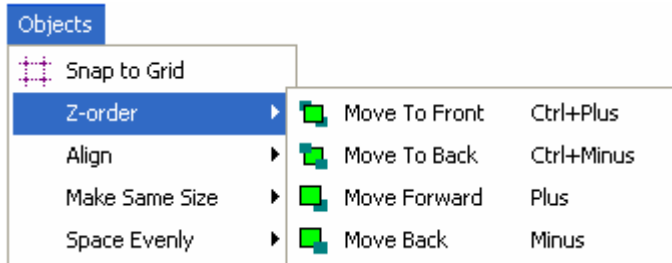 Objects
Snap to Grid
Z-order
Move To Front Ctrl+Plus
Align
Move To Back Ctrl+Minus
Make Same Size
Move Forward Plus
Space Evenly
Move Back Minus